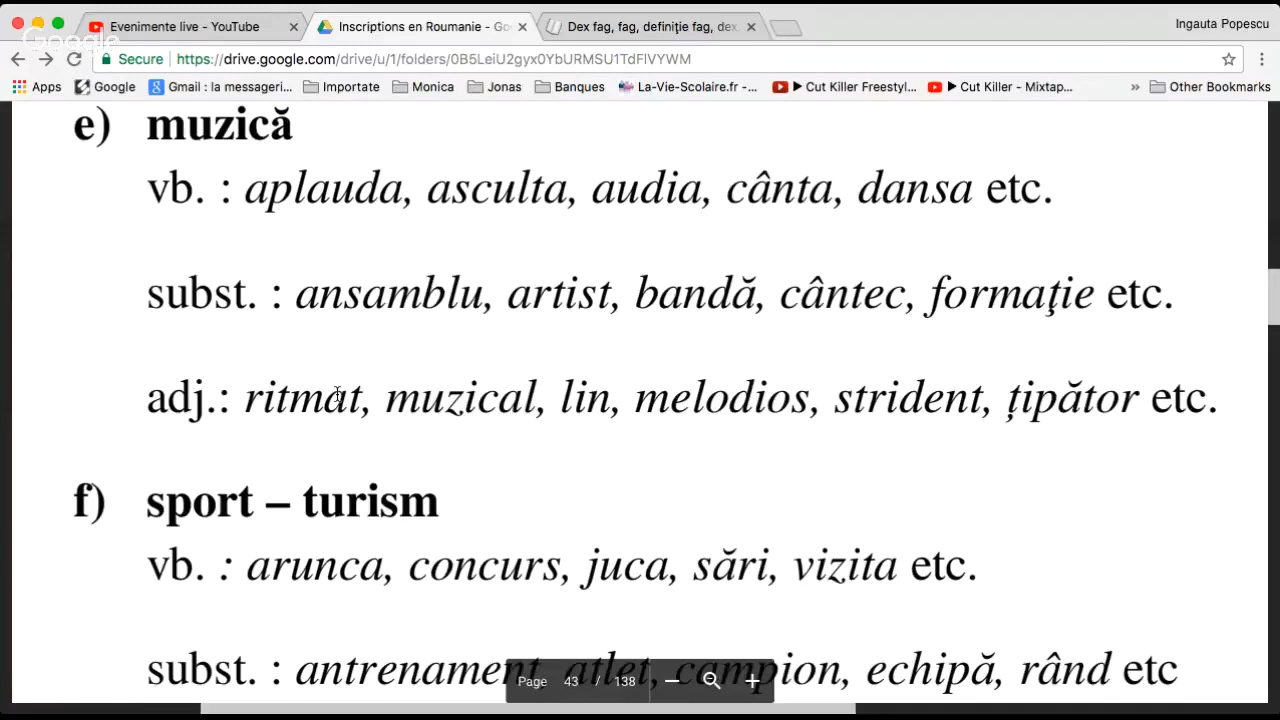 Evenimente live - YouTube
Inscriptions en Roumanie - Go
Dex fag, fag, definiție fag, dex.
Ingauta Popescu
Google
Secure
https://drive.google.com/drive/u/1/folders/0B5LeiU2gyx0YbURMSU1TdFlVYWM
Apps Google Gmail : la messageri... Importate Monica Jonas Banques La-Vie-Scolaire.fr -... Cut Killer Freestyl... Cut Killer - Mixtap... » Other Bookmarks
e) muzică
vb. : aplauda, asculta, audia, cânta, dansa etc.
subst. : ansamblu, artist, bandă, cântec, formaţie etc.
adj.: ritmat, muzical, lin, melodios, strident, țipător etc.
f) sport – turism
vb. : arunca, concurs, juca, sări, vizita etc.
subst. : antrenament, atlet, campion, echipă, rând etc
Page 43 / 138